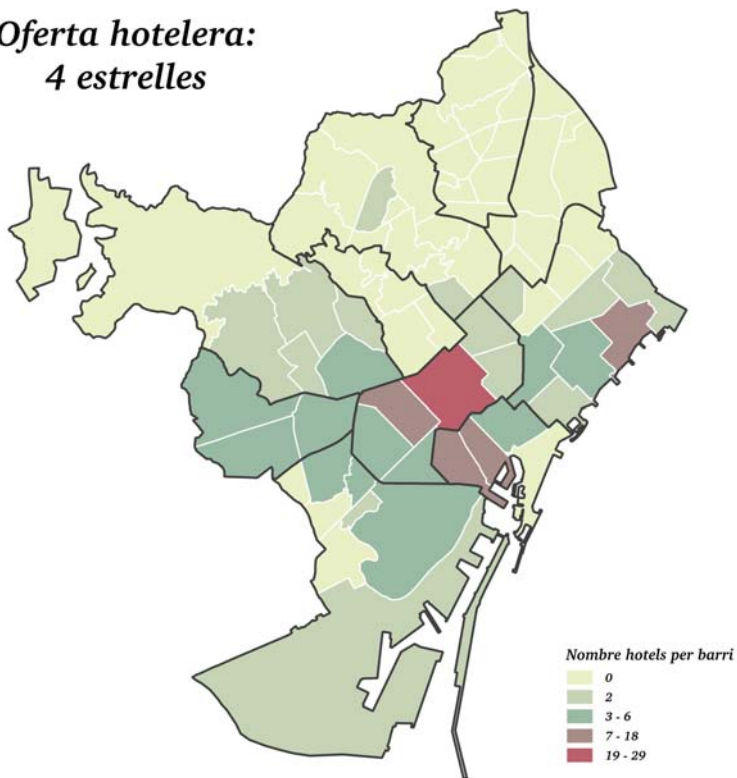 Oferta hotelera:
4 estrelles
Nombre hotels per barri
0
2
3 - 6
7 - 18
19 - 29